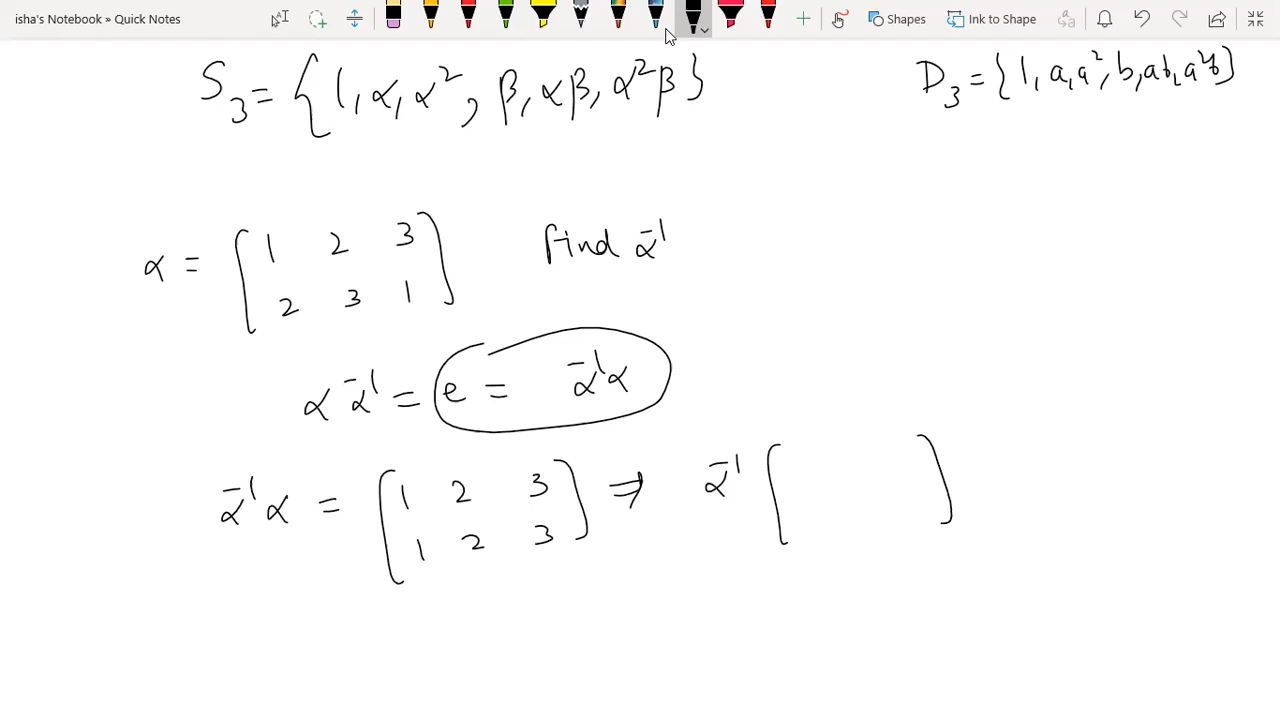 isha's Notebook » Quick Notes Shapes Ink to Shape
S₃ = {1, α, α², β, αβ, α²β} D₃ = {1, a, a², b, ab, a²b}
α = [1 2 3 find α⁻¹
2 3 1]
α α⁻¹ = e = α⁻¹α
α⁻¹α = [1 2 3 ⇒ α⁻¹ [ ]
1 2 3]